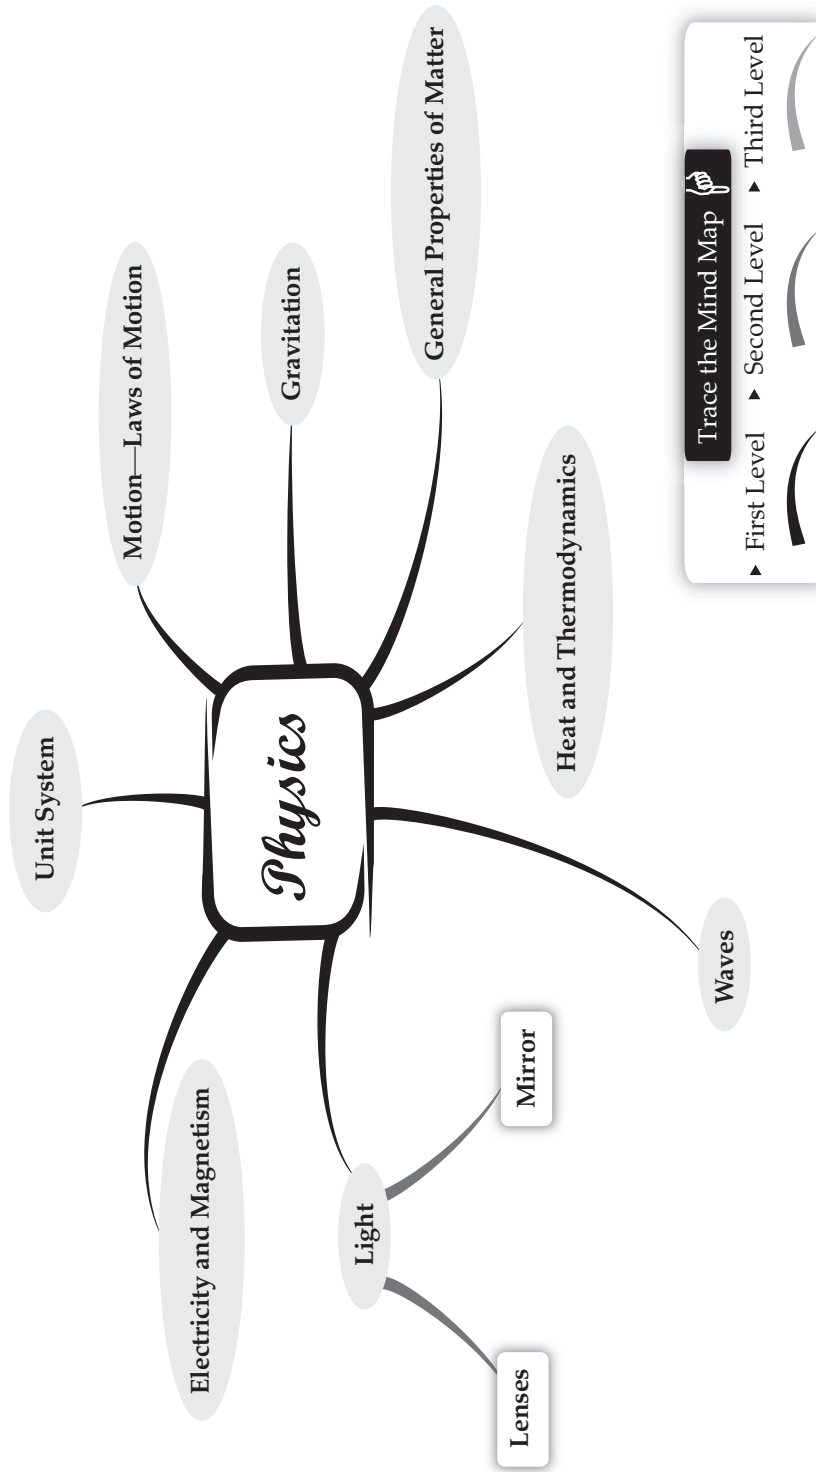 Unit System
Motion—Laws of Motion
Electricity and Magnetism
Physics
Gravitation
Light
General Properties of Matter
Lenses
Mirror
Heat and Thermodynamics
Waves
Trace the Mind Map
▶ First Level ▶ Second Level ▶ Third Level